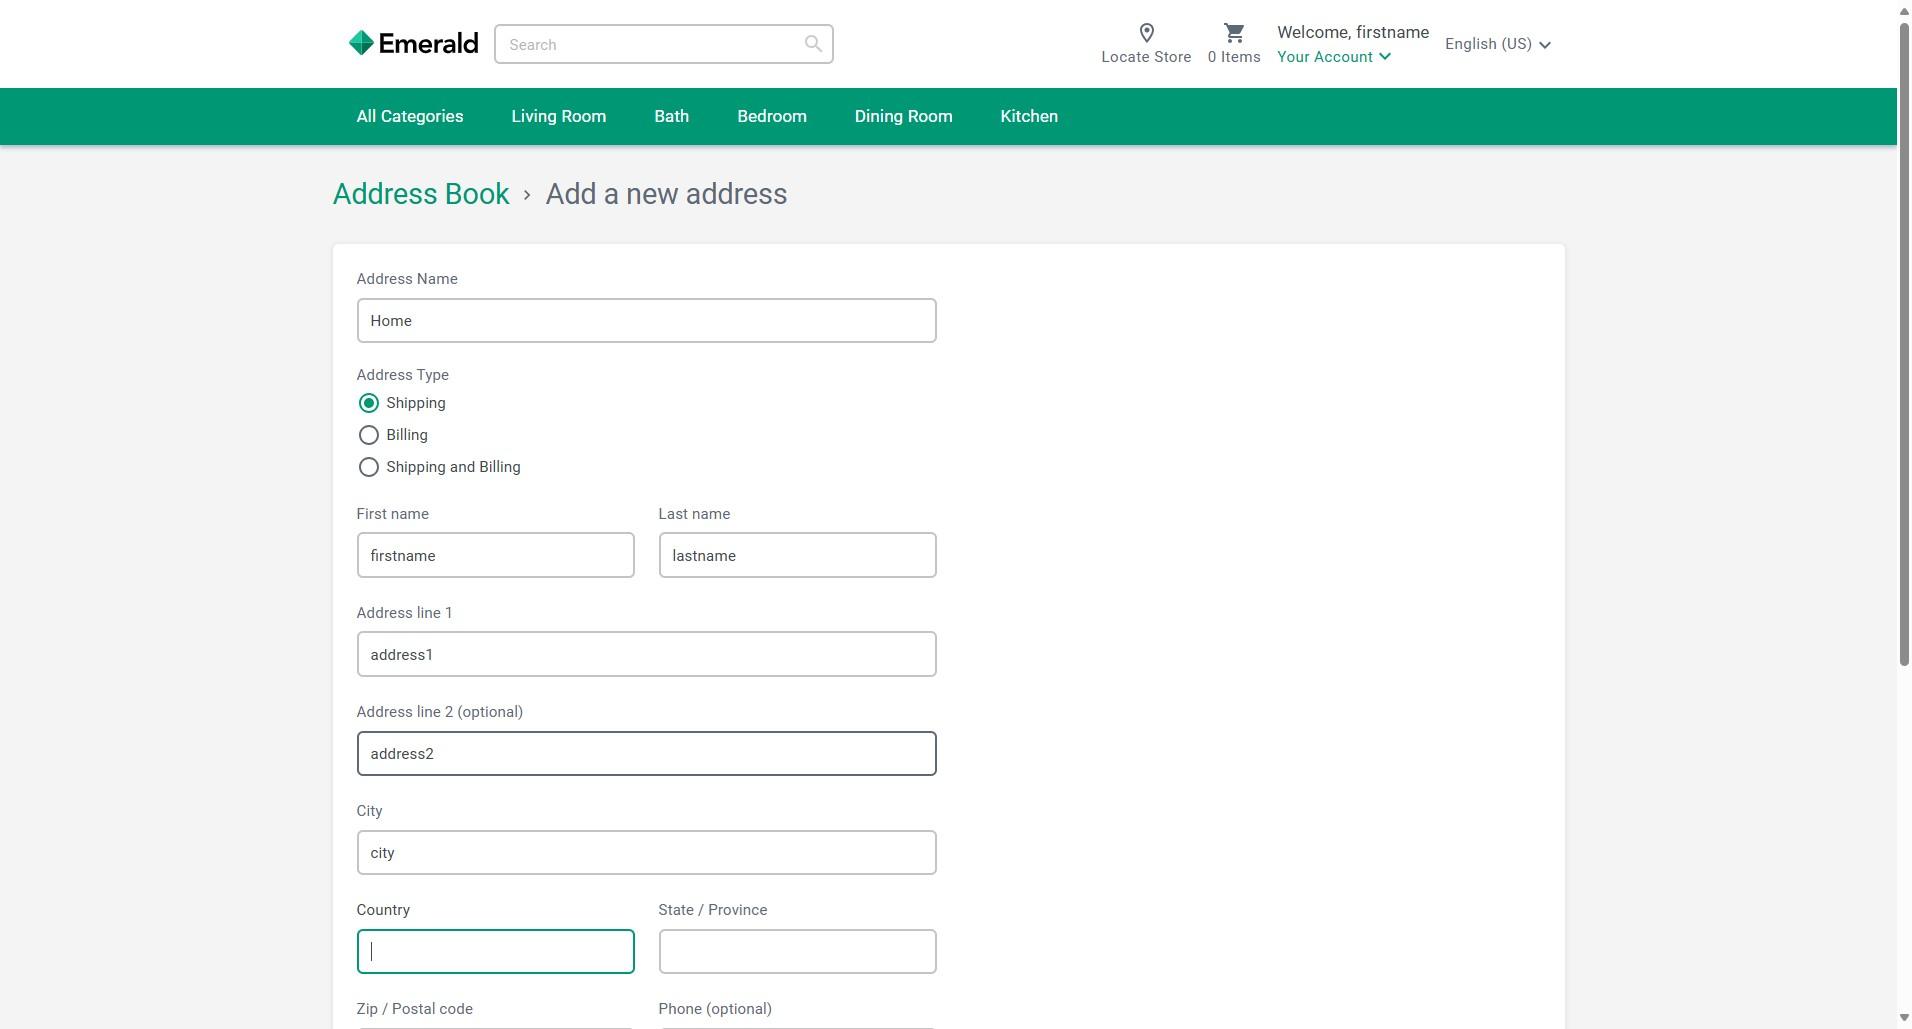 Emerald
Search
Locate Store
0 Items
Welcome, firstname
Your Account
English (US)
All Categories
Living Room
Bath
Bedroom
Dining Room
Kitchen
Address Book › Add a new address
Address Name
Home
Address Type
Shipping
Billing
Shipping and Billing
First name
Last name
firstname
lastname
Address line 1
address1
Address line 2 (optional)
address2
City
city
Country
State / Province
Zip / Postal code
Phone (optional)